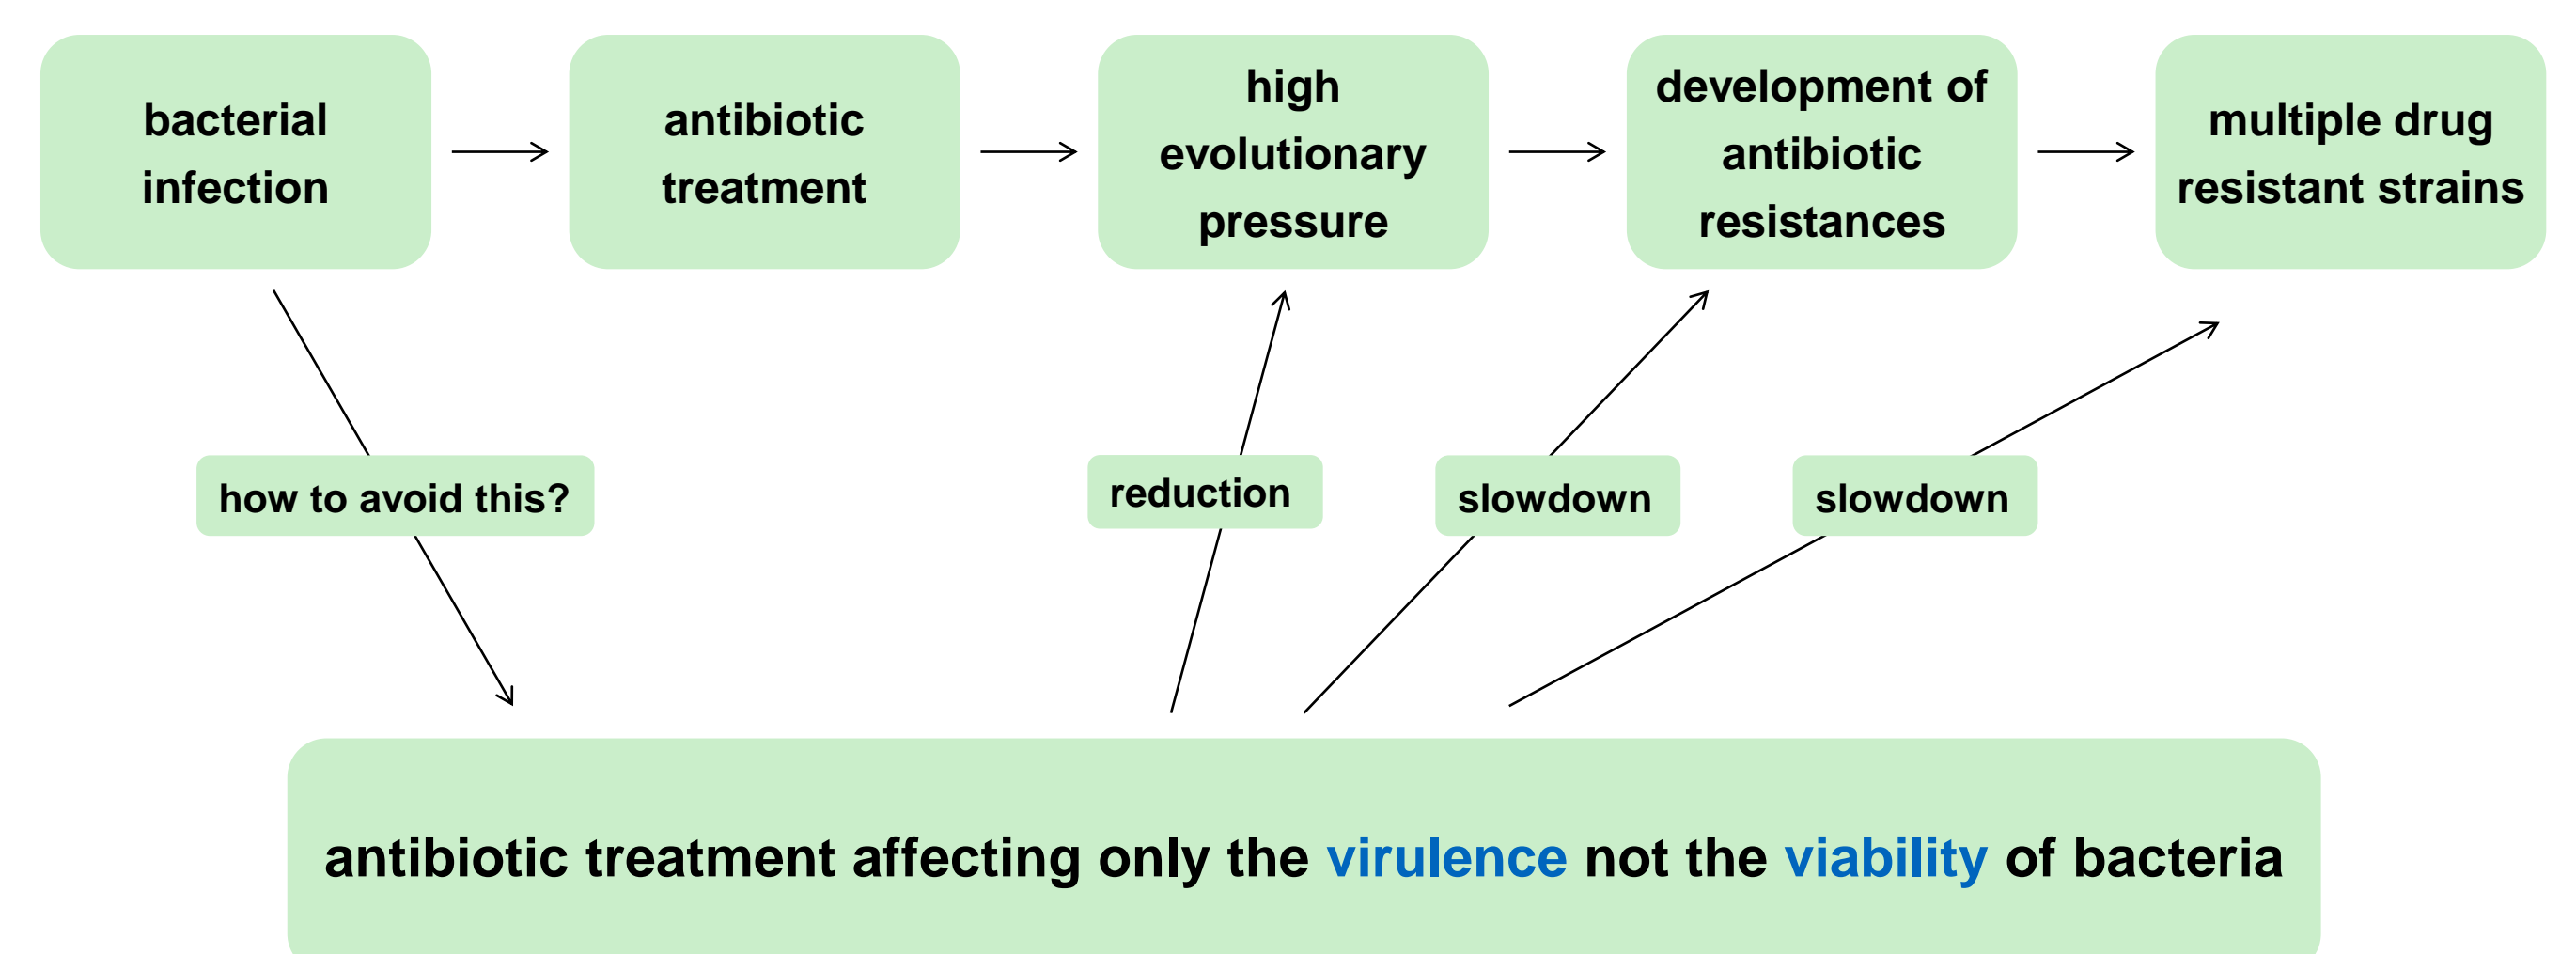 bacterial
infection
antibiotic
treatment
high
evolutionary
pressure
development of
antibiotic
resistances
multiple drug
resistant strains
how to avoid this?
reduction
slowdown
slowdown
antibiotic treatment affecting only the virulence not the viability of bacteria